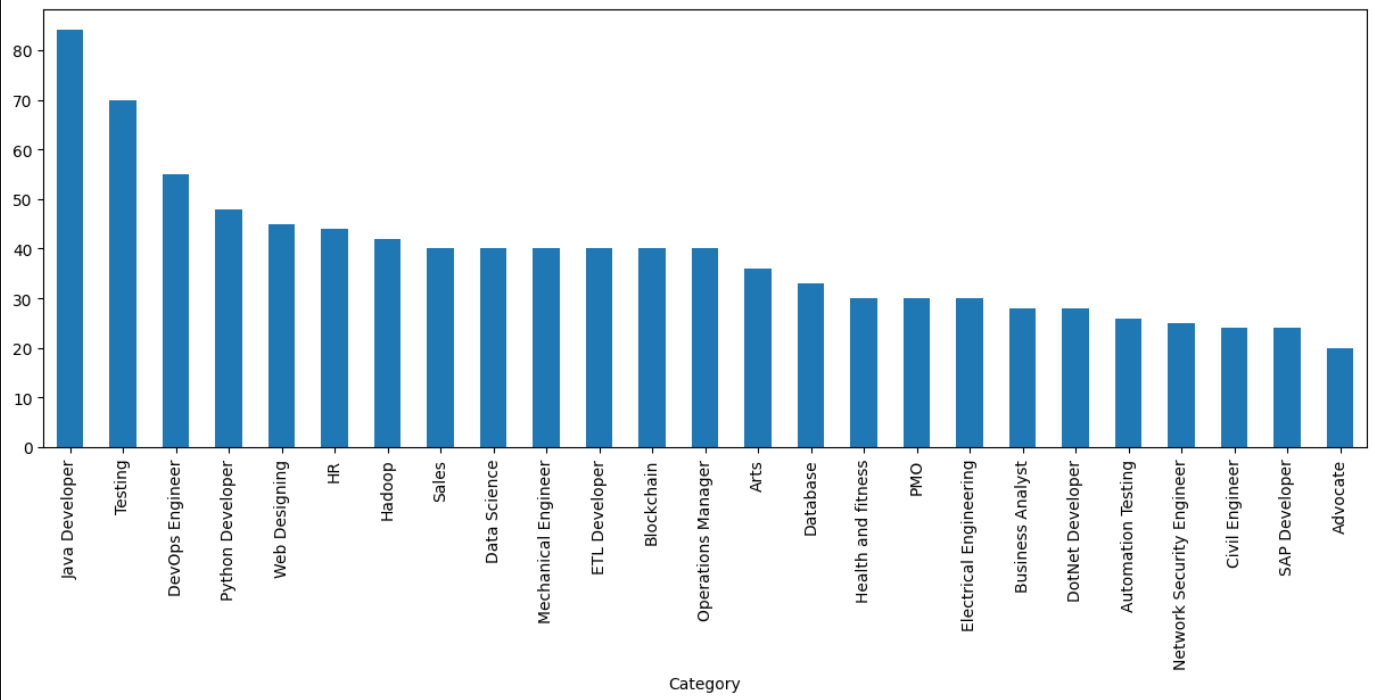 80
70
60
50
40
30
20
10
0
Java Developer
Testing
DevOps Engineer
Python Developer
Web Designing
HR
Hadoop
Sales
Data Science
Mechanical Engineer
ETL Developer
Blockchain
Operations Manager
Arts
Database
Health and fitness
PMO
Electrical Engineering
Business Analyst
DotNet Developer
Automation Testing
Network Security Engineer
Civil Engineer
SAP Developer
Advocate
Category